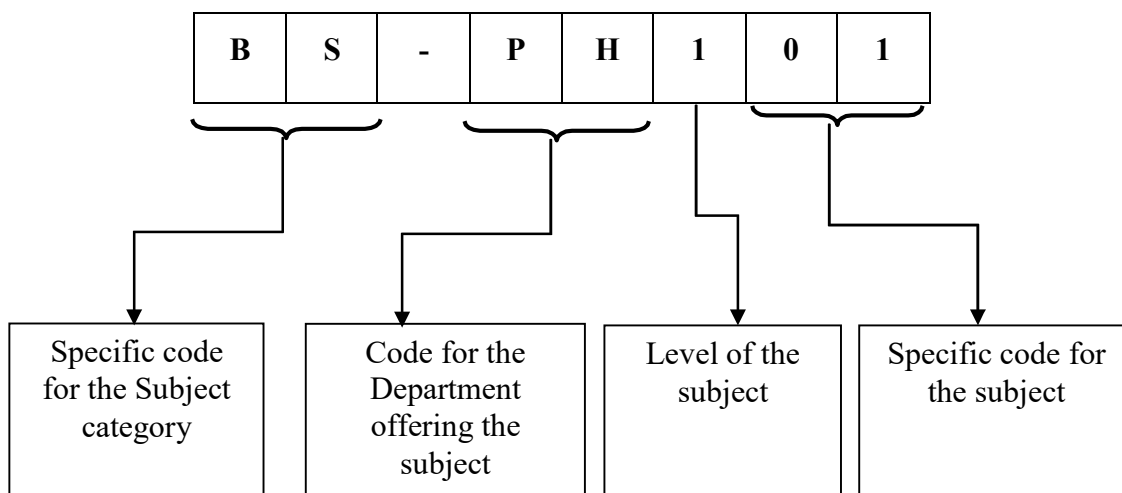 B S - P H 1 0 1
Specific code
for the Subject
category
Code for the
Department
offering the
subject
Level of the
subject
Specific code for
the subject